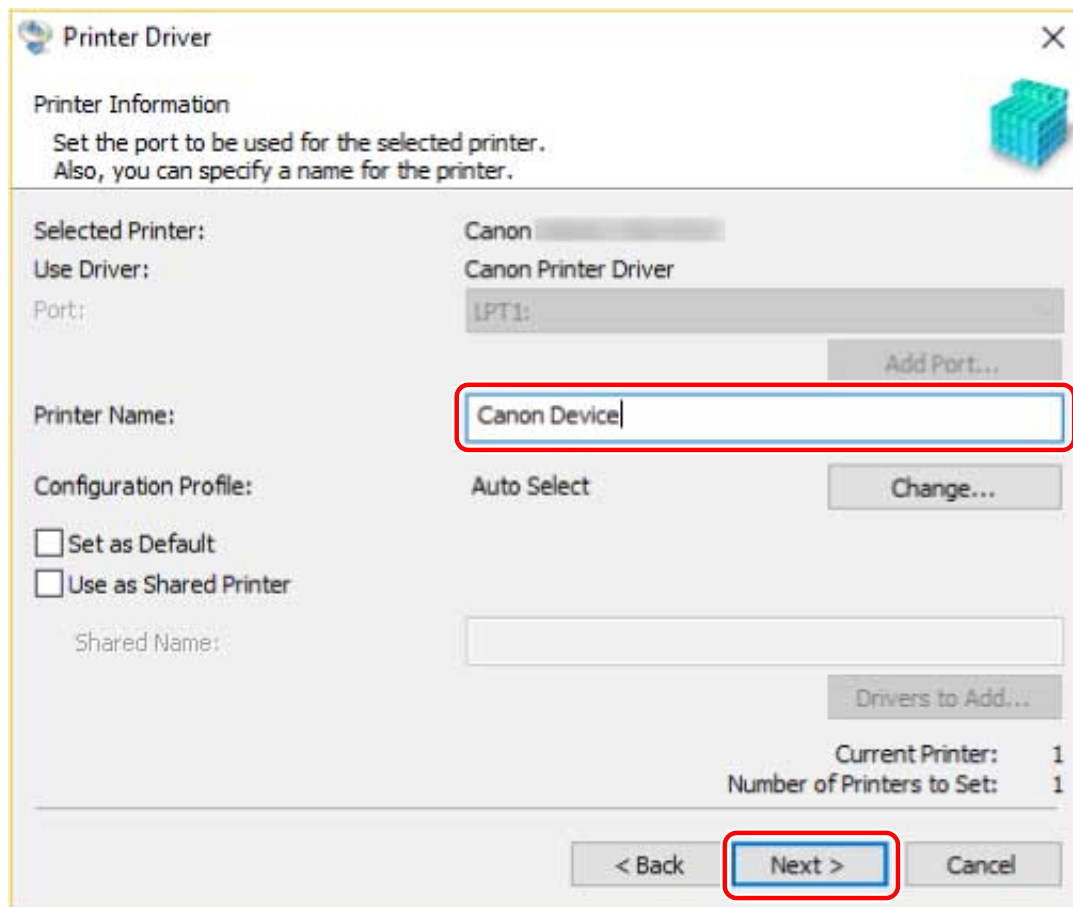 Printer Driver
Printer Information
Set the port to be used for the selected printer.
Also, you can specify a name for the printer.
Selected Printer: Canon
Use Driver: Canon Printer Driver
Port: LPT1:
Add Port...
Printer Name: Canon Device
Configuration Profile: Auto Select Change...
Set as Default
Use as Shared Printer
Shared Name:
Drivers to Add...
Current Printer: 1
Number of Printers to Set: 1
< Back Next > Cancel